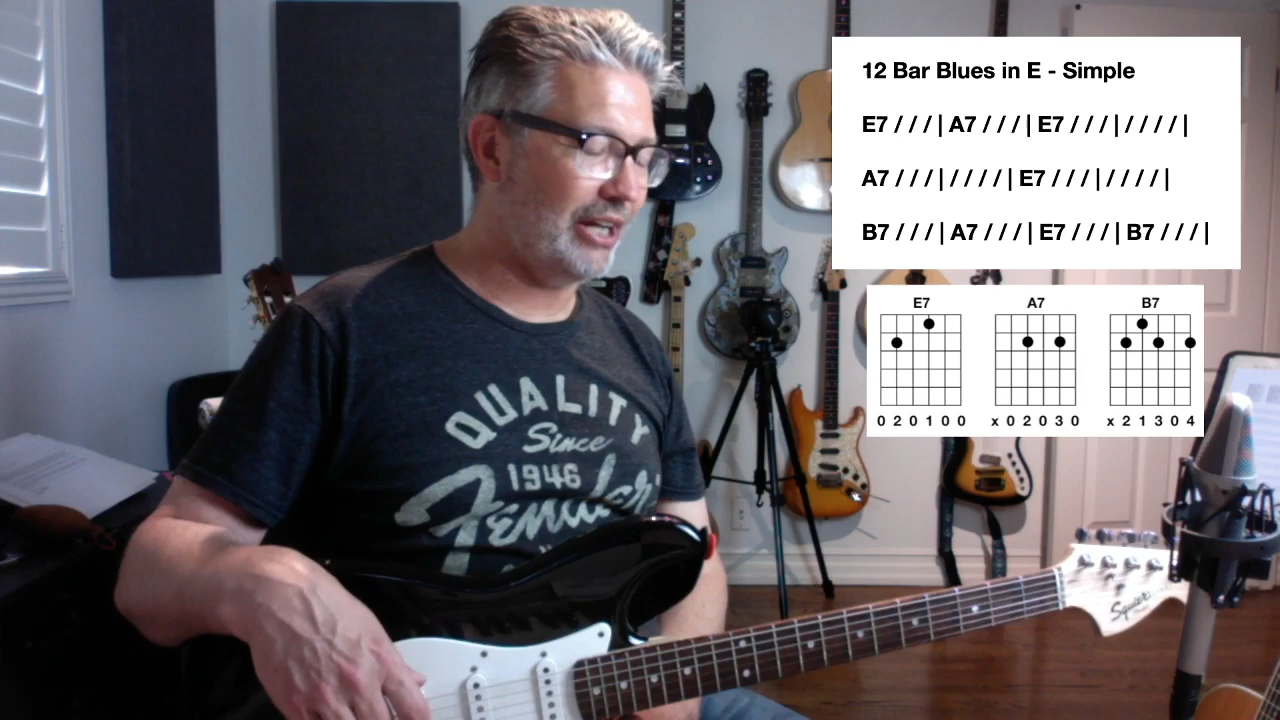 12 Bar Blues in E - Simple
E7 / / / | A7 / / / | E7 / / / | / / / / |
A7 / / / | / / / / | E7 / / / | / / / / |
B7 / / / | A7 / / / | E7 / / / | B7 / / / |
E7 A7 B7
0 2 0 1 0 0 x 0 2 0 3 0 x 2 1 3 0 4
QUALITY
Since
1946
Fender
Squier